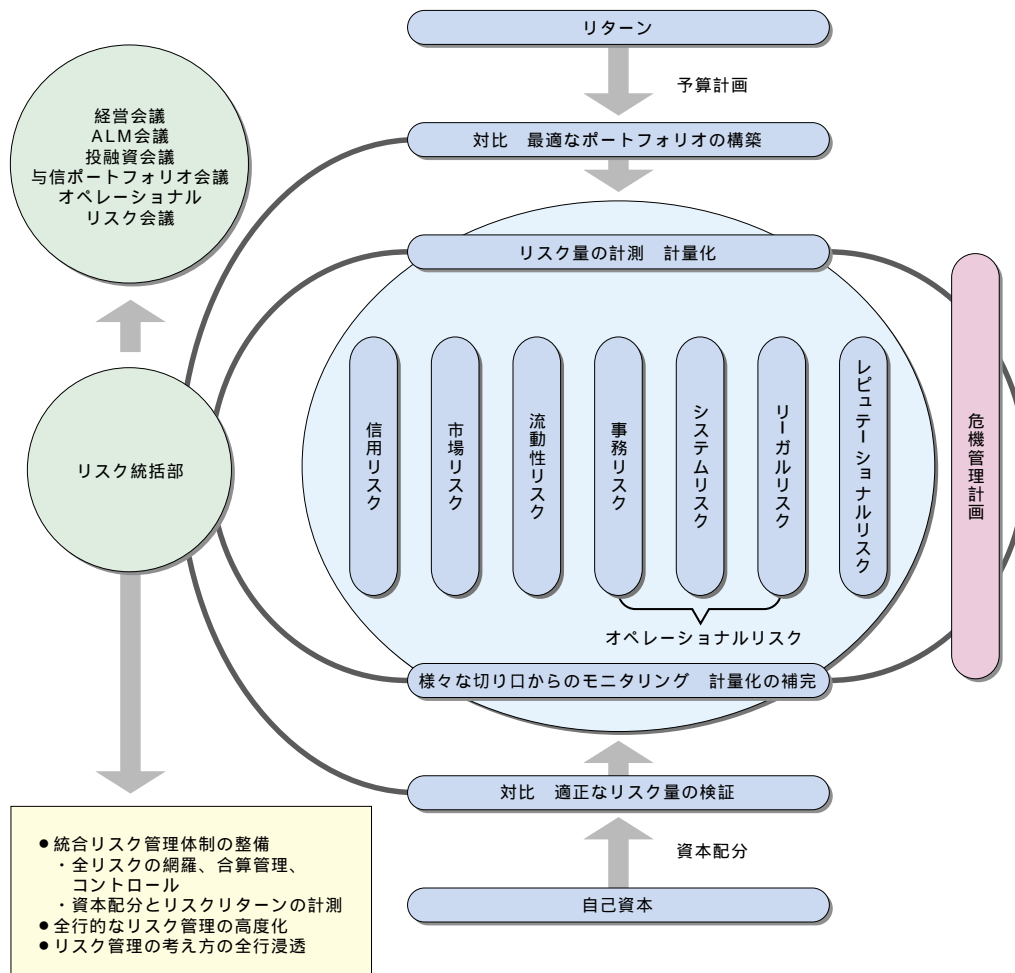 リターン
予算計画
経営会議
ALM会議
投融資会議
与信ポートフォリオ会議
オペレーショナル
リスク会議
対比　最適なポートフォリオの構築
リスク量の計測　計量化
信用リスク
市場リスク
流動性リスク
事務リスク
システムリスク
リーガルリスク
レピュテーショナルリスク
危機管理計画
リスク統括部
オペレーショナルリスク
様々な切り口からのモニタリング　計量化の補完
対比　適正なリスク量の検証
資本配分
自己資本
●統合リスク管理体制の整備
・全リスクの網羅、合算管理、
コントロール
・資本配分とリスクリターンの計測
●全行的なリスク管理の高度化
●リスク管理の考え方の全行浸透